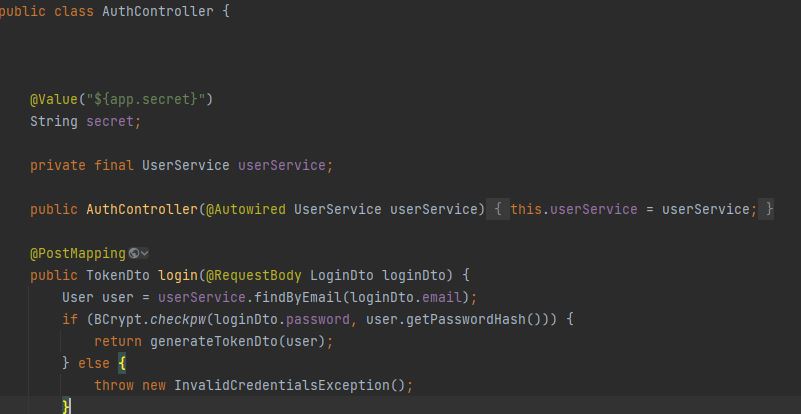 public class AuthController {
@Value("${app.secret}")
String secret;
private final UserService userService;
public AuthController(@Autowired UserService userService) { this.userService = userService; }
@PostMapping
public TokenDto login(@RequestBody LoginDto loginDto) {
User user = userService.findByEmail(loginDto.email);
if (BCrypt.checkpw(loginDto.password, user.getPasswordHash())) {
return generateTokenDto(user);
} else {
throw new InvalidCredentialsException();
}